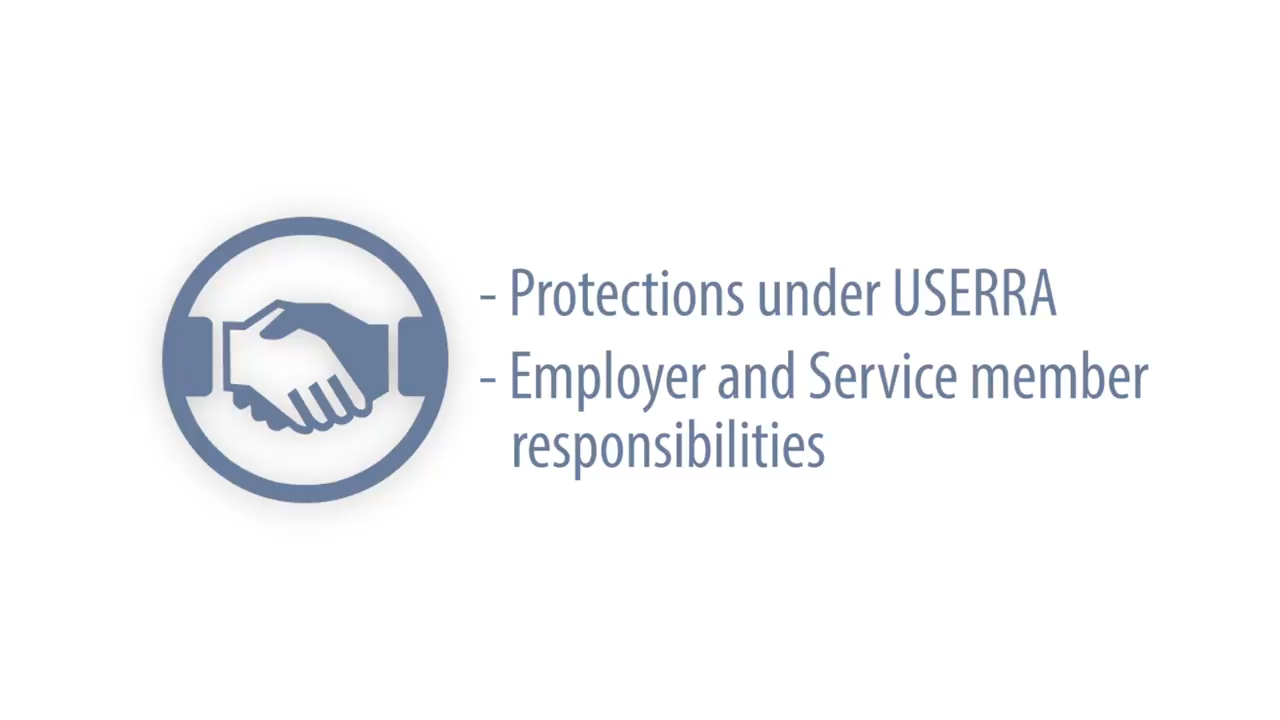 - Protections under USERRA
- Employer and Service member
responsibilities